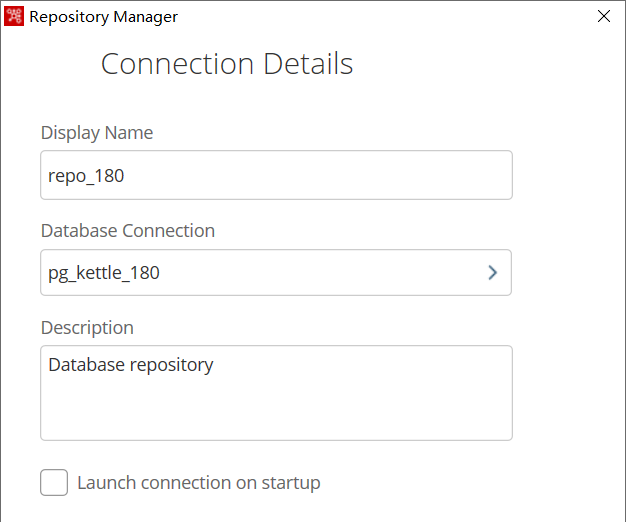 Repository Manager
Connection Details
Display Name
repo_180
Database Connection
pg_kettle_180
Description
Database repository
Launch connection on startup